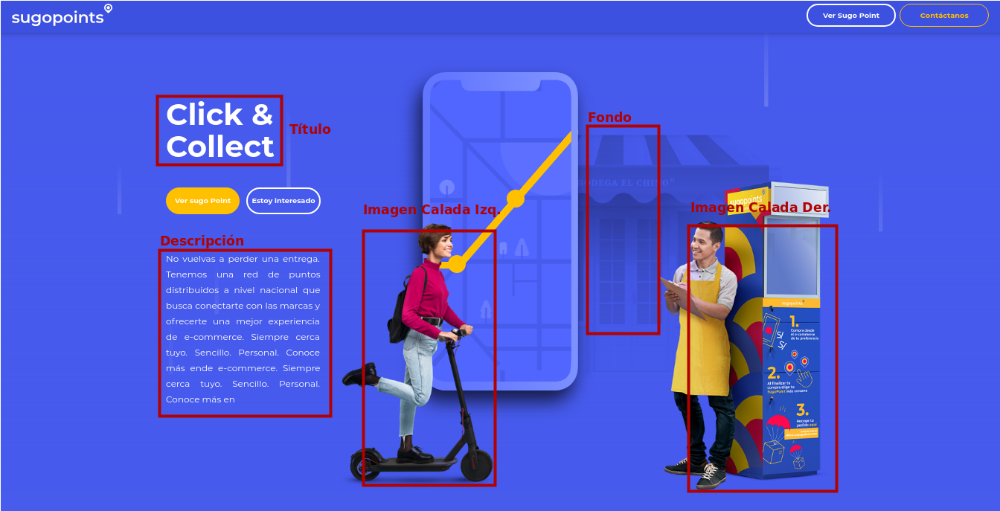 sugopoints
Ver Sugo Point
Contáctanos
Click &
Collect
Título
Ver sugo Point
Estoy interesado
Descripción
No vuelvas a perder una entrega.
Tenemos una red de puntos
distribuidos a nivel nacional que
busca conectarte con las marcas y
ofrecerte una mejor experiencia
de e-commerce. Siempre cerca
tuyo. Sencillo. Personal. Conoce
más ende e-commerce. Siempre
cerca tuyo. Sencillo. Personal.
Conoce más en
Imagen Calada Izq.
Fondo
BODEGA EL CHINO"
sugopoints
Imagen Calada Der.
sugopoints
1.
Compra desde
el e-commerce
de tu preferencia
S/
S/
2.
Al finalizar tu
compra elige tu
SugoPoint más cercano
3.
Recoge tu
pedido aquí